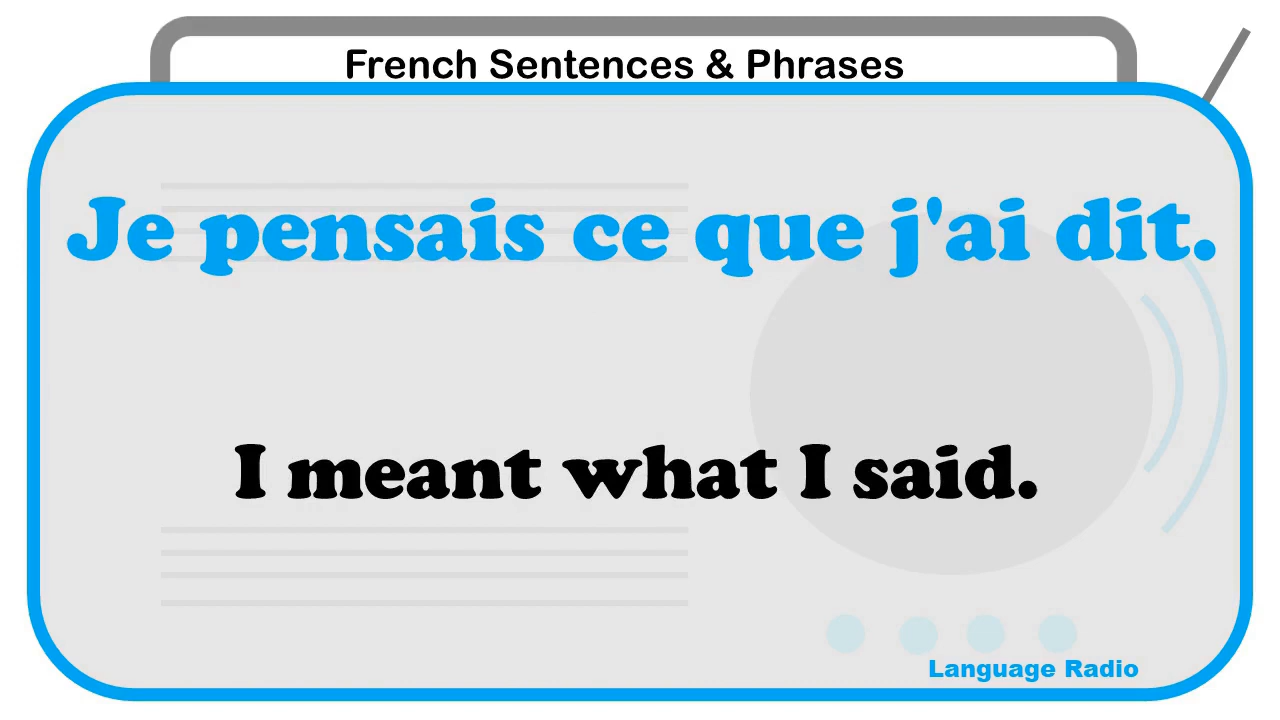 French Sentences & Phrases
Je pensais ce que j'ai dit.
I meant what I said.
Language Radio